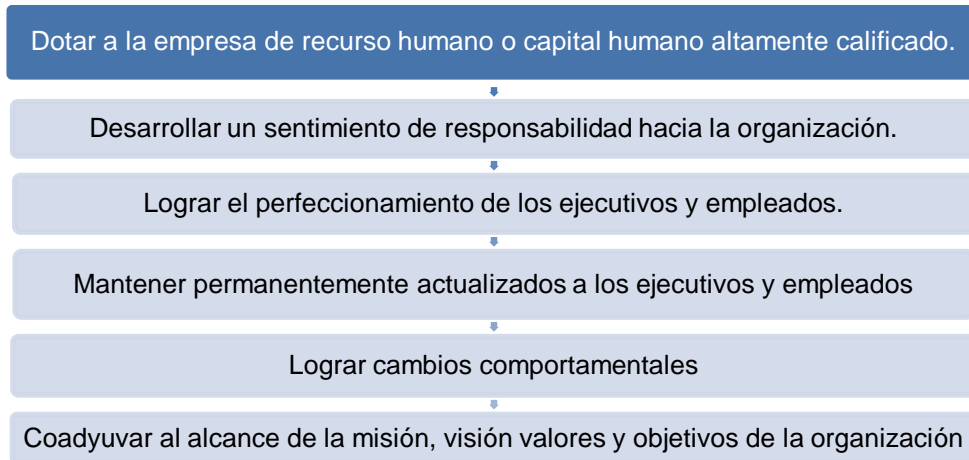 Dotar a la empresa de recurso humano o capital humano altamente calificado.
Desarrollar un sentimiento de responsabilidad hacia la organización.
Lograr el perfeccionamiento de los ejecutivos y empleados.
Mantener permanentemente actualizados a los ejecutivos y empleados
Lograr cambios comportamentales
Coadyuvar al alcance de la misión, visión valores y objetivos de la organización